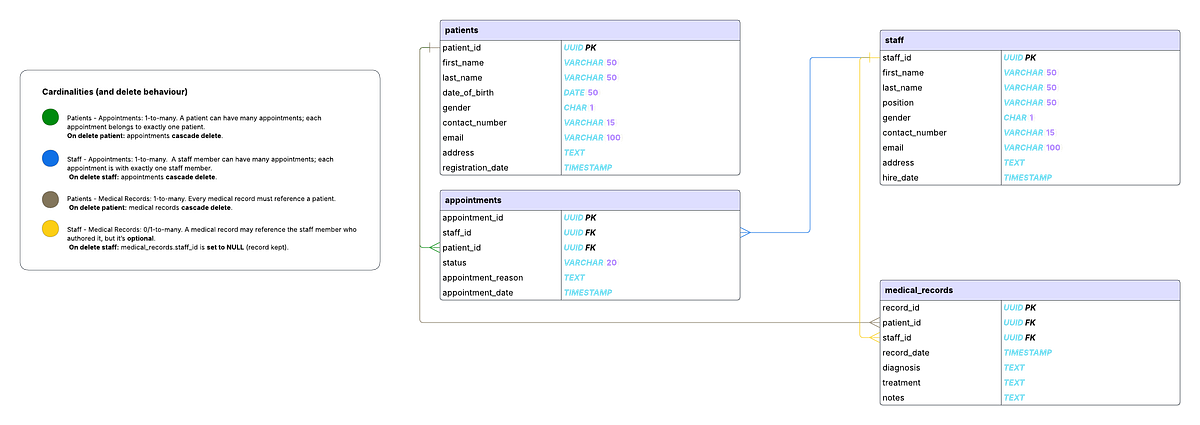 Cardinalities (and delete behaviour)
Patients - Appointments: 1-to-many. A patient can have many appointments; each
appointment belongs to exactly one patient.
On delete patient: appointments cascade delete.
Staff - Appointments: 1-to-many. A staff member can have many appointments; each
appointment is with exactly one staff member.
On delete staff: appointments cascade delete.
Patients - Medical Records: 1-to-many. Every medical record must reference a patient.
On delete patient: medical records cascade delete.
Staff - Medical Records: 0/1-to-many. A medical record may reference the staff member who
authored it, but it's optional.
On delete staff: medical_records.staff_id is set to NULL (record kept).
patients
patient_id UUID PK
first_name VARCHAR 50
last_name VARCHAR 50
date_of_birth DATE 50
gender CHAR 1
contact_number VARCHAR 15
email VARCHAR 100
address TEXT
registration_date TIMESTAMP
appointments
appointment_id UUID PK
staff_id UUID FK
patient_id UUID FK
status VARCHAR 20
appointment_reason TEXT
appointment_date TIMESTAMP
staff
staff_id UUID PK
first_name VARCHAR 50
last_name VARCHAR 50
position VARCHAR 50
gender CHAR 1
contact_number VARCHAR 15
email VARCHAR 100
address TEXT
hire_date TIMESTAMP
medical_records
record_id UUID PK
patient_id UUID FK
staff_id UUID FK
record_date TIMESTAMP
diagnosis TEXT
treatment TEXT
notes TEXT